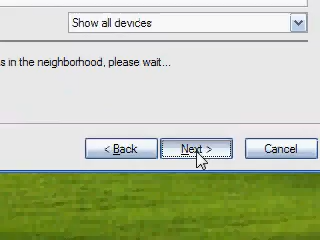 Show all devices
s in the neighborhood, please wait...
< Back
Next >
Cancel